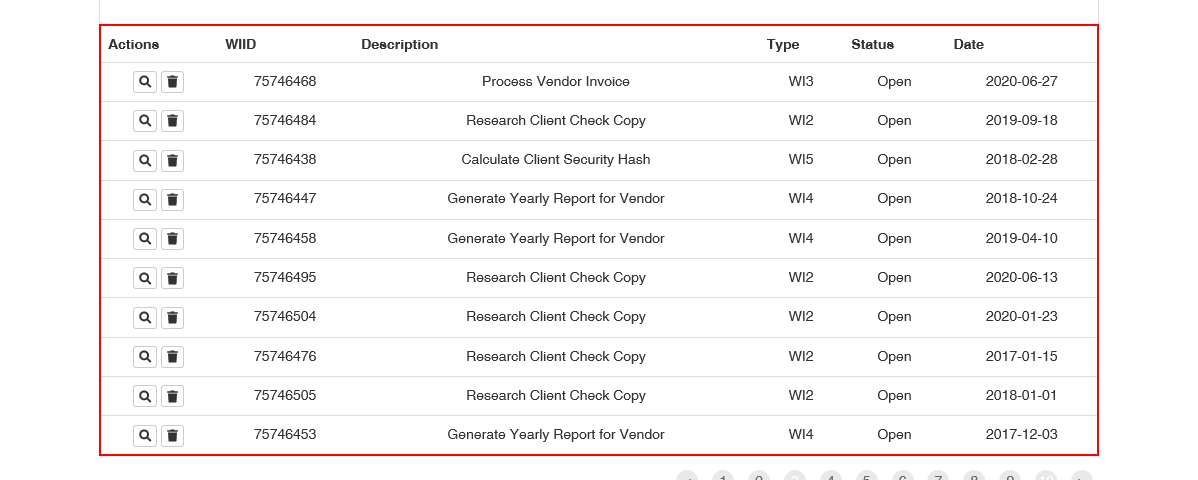 Actions WIID Description Type Status Date
75746468 Process Vendor Invoice WI3 Open 2020-06-27
75746484 Research Client Check Copy WI2 Open 2019-09-18
75746438 Calculate Client Security Hash WI5 Open 2018-02-28
75746447 Generate Yearly Report for Vendor WI4 Open 2018-10-24
75746458 Generate Yearly Report for Vendor WI4 Open 2019-04-10
75746495 Research Client Check Copy WI2 Open 2020-06-13
75746504 Research Client Check Copy WI2 Open 2020-01-23
75746476 Research Client Check Copy WI2 Open 2017-01-15
75746505 Research Client Check Copy WI2 Open 2018-01-01
75746453 Generate Yearly Report for Vendor WI4 Open 2017-12-03